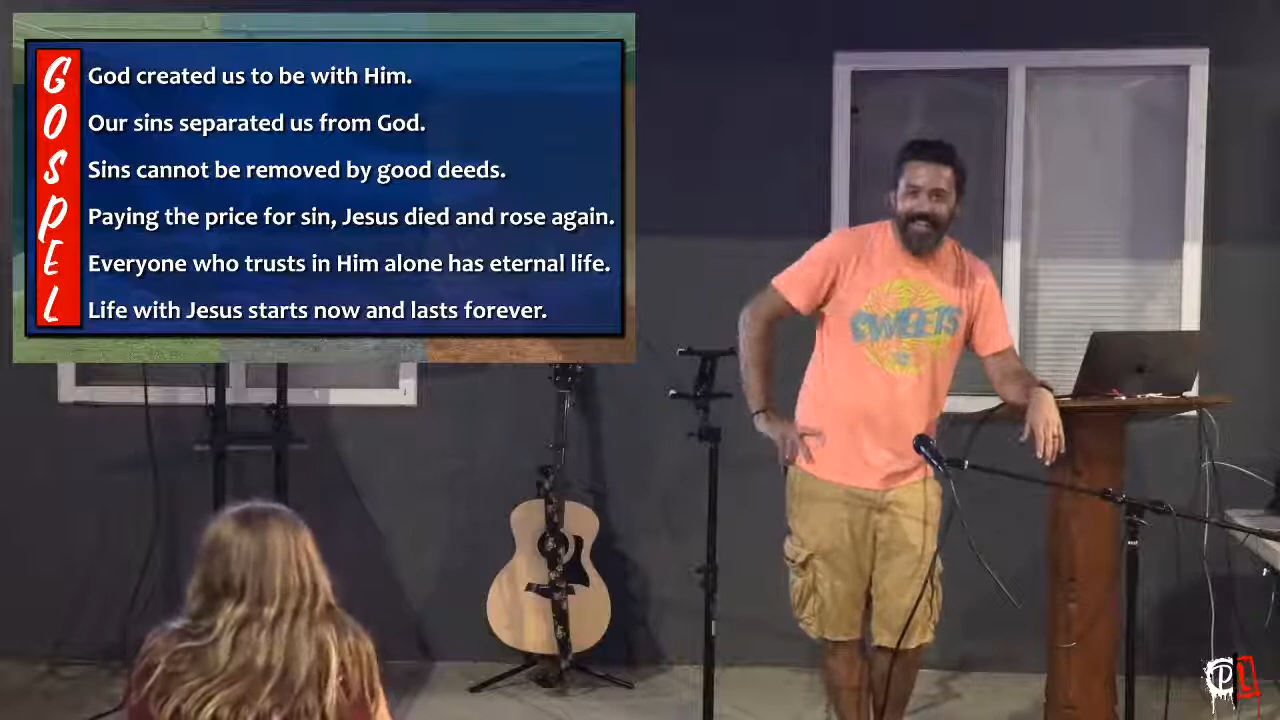 G God created us to be with Him.
O Our sins separated us from God.
S Sins cannot be removed by good deeds.
P Paying the price for sin, Jesus died and rose again.
E Everyone who trusts in Him alone has eternal life.
L Life with Jesus starts now and lasts forever.
SWEETS
PL